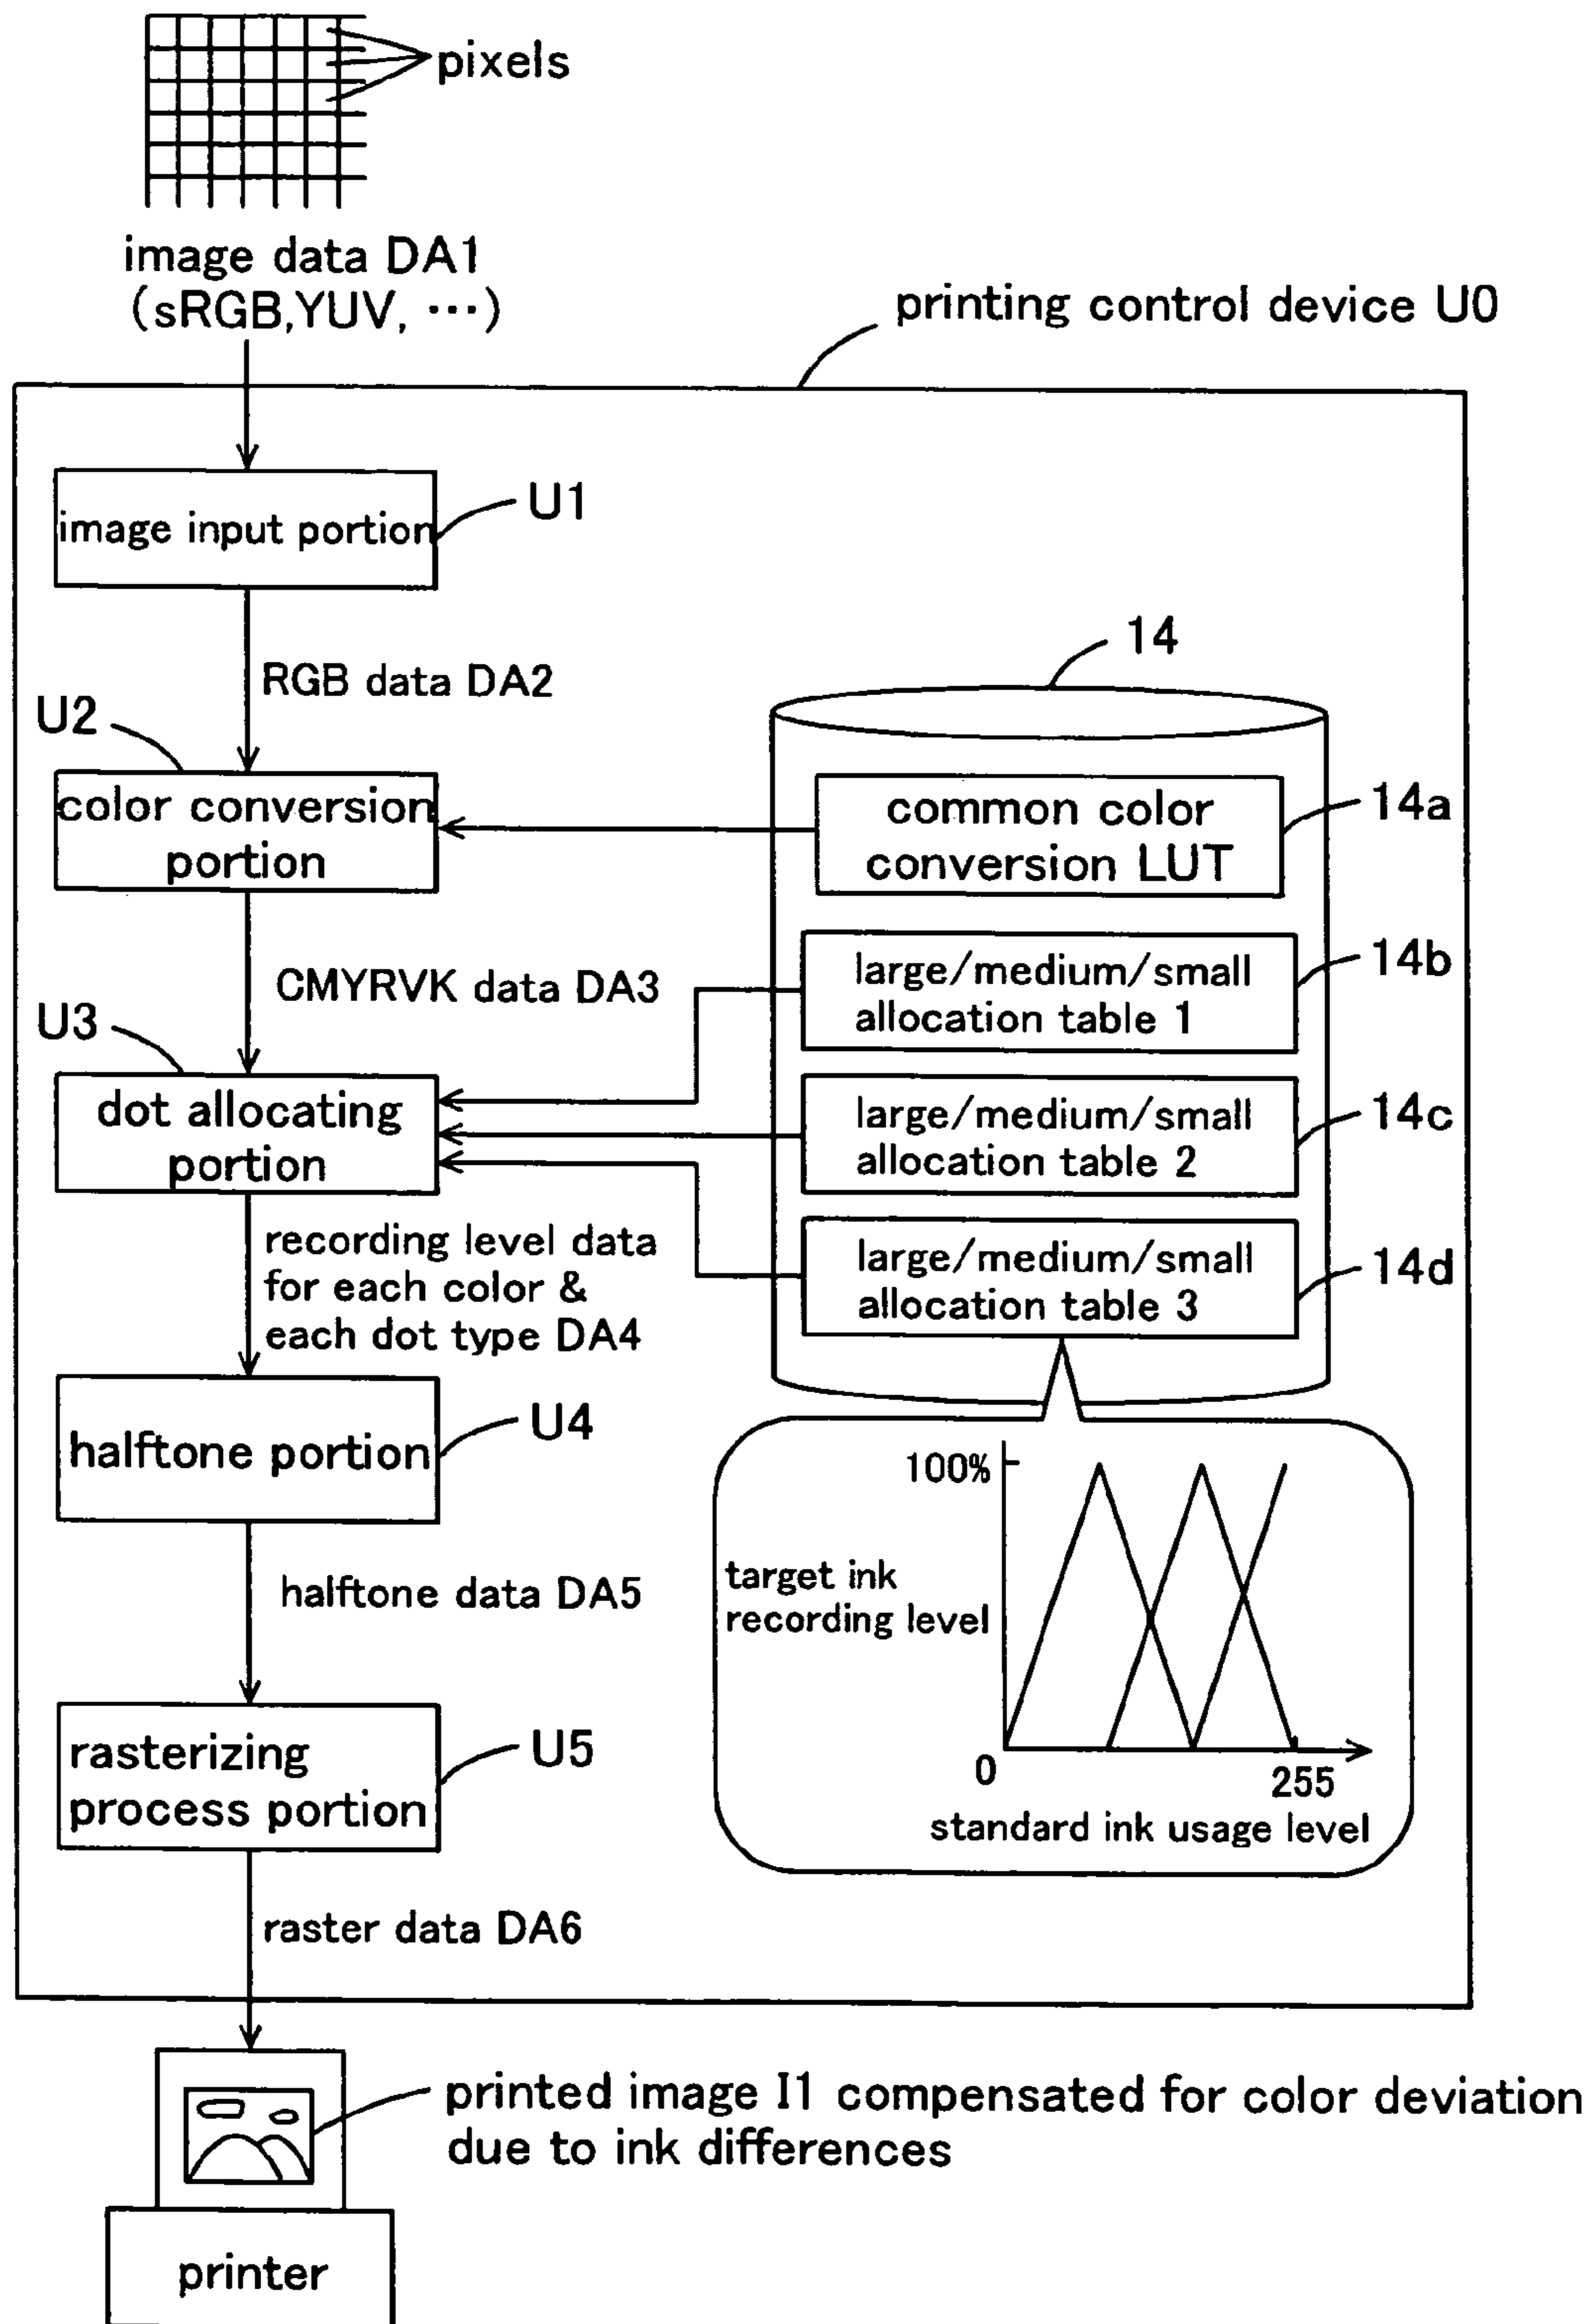 pixels
image data DA1
(sRGB,YUV, ···)
printing control device U0
image input portion
U1
RGB data DA2
14
U2
color conversion
portion
common color
conversion LUT
14a
CMYRVK data DA3
large/medium/small
allocation table 1
14b
U3
dot allocating
portion
large/medium/small
allocation table 2
14c
recording level data
for each color &
each dot type DA4
large/medium/small
allocation table 3
14d
halftone portion
U4
100%
target ink
recording level
0
255
standard ink usage level
halftone data DA5
rasterizing
process portion
U5
raster data DA6
printed image I1 compensated for color deviation
due to ink differences
printer